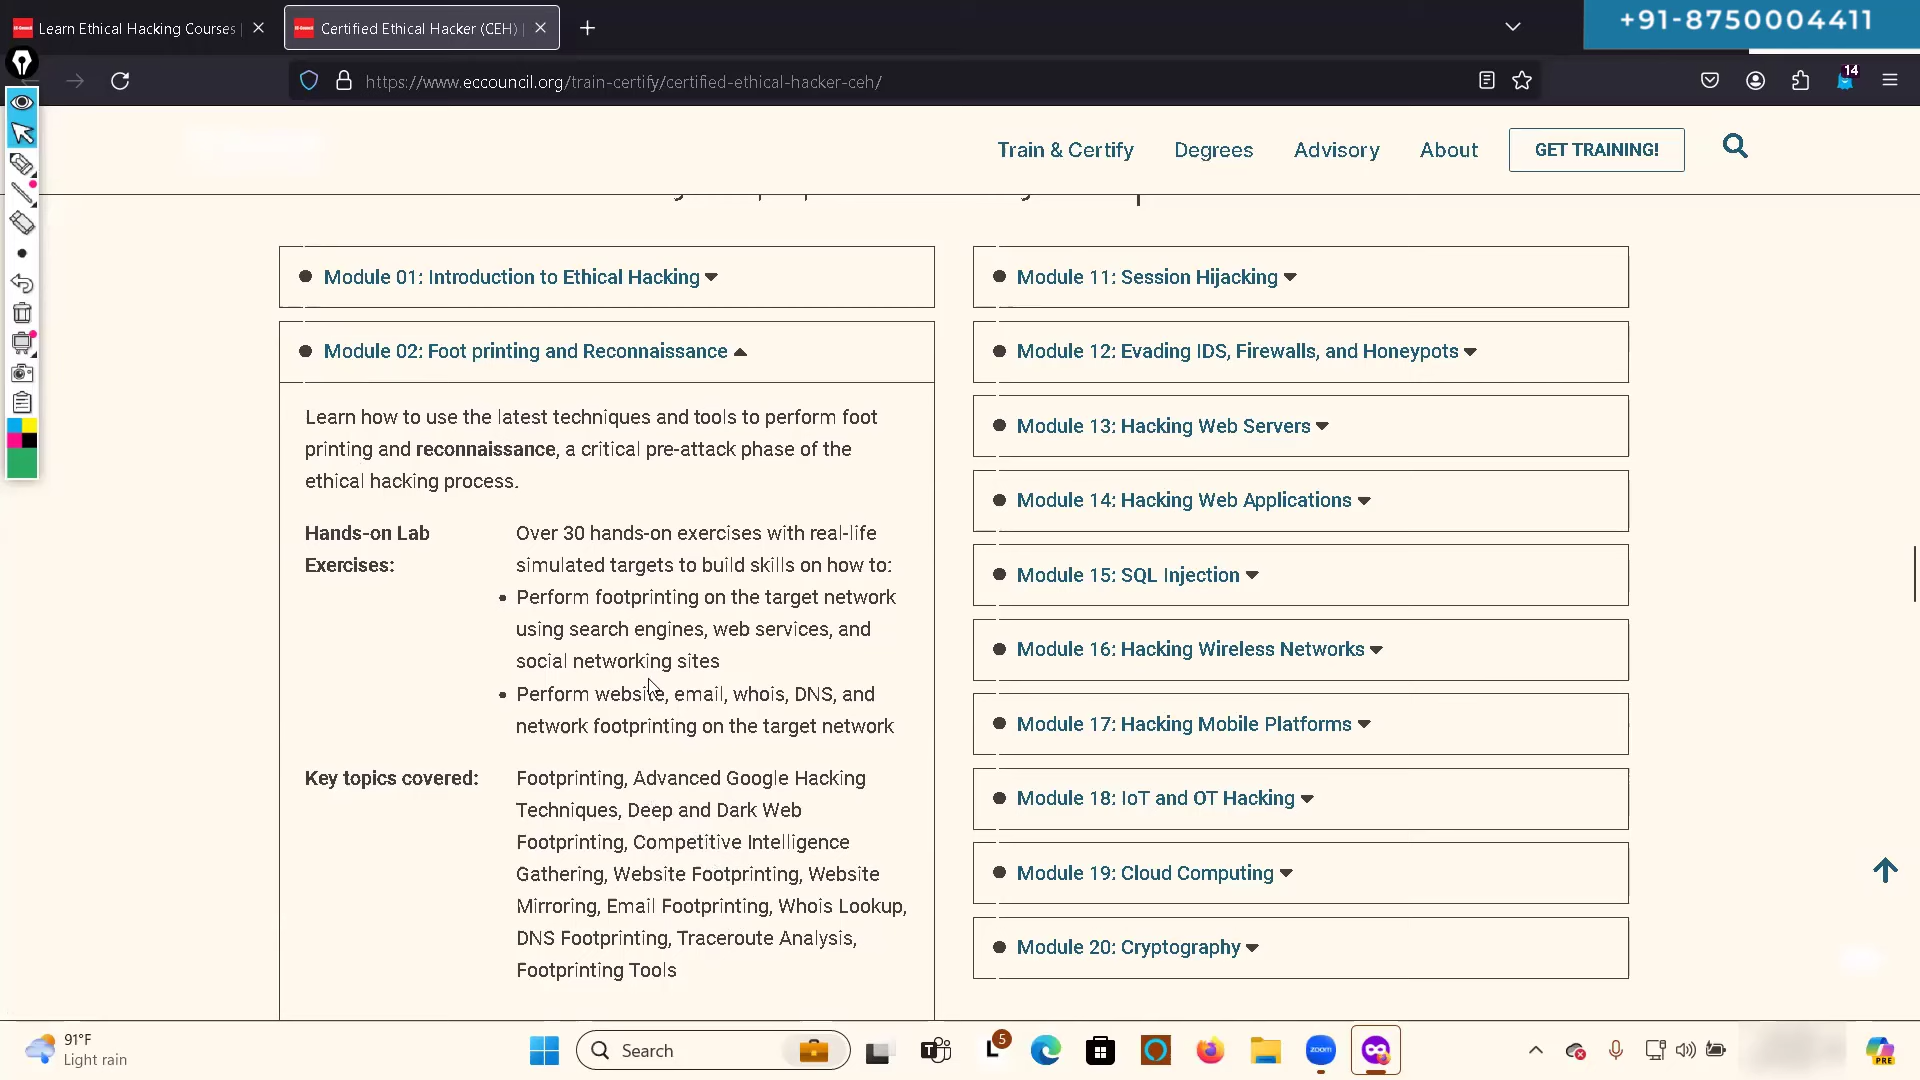 +91-8750004411
Learn Ethical Hacking Courses
Certified Ethical Hacker (CEH) |
https://www.eccouncil.org/train-certify/certified-ethical-hacker-ceh/
14
Train & Certify
Degrees
Advisory
About
GET TRAINING!
Module 01: Introduction to Ethical Hacking
Module 02: Foot printing and Reconnaissance
Learn how to use the latest techniques and tools to perform foot
printing and reconnaissance, a critical pre-attack phase of the
ethical hacking process.
Hands-on Lab
Exercises:
Over 30 hands-on exercises with real-life
simulated targets to build skills on how to:
Perform footprinting on the target network
using search engines, web services, and
social networking sites
Perform website, email, whois, DNS, and
network footprinting on the target network
Key topics covered:
Footprinting, Advanced Google Hacking
Techniques, Deep and Dark Web
Footprinting, Competitive Intelligence
Gathering, Website Footprinting, Website
Mirroring, Email Footprinting, Whois Lookup,
DNS Footprinting, Traceroute Analysis,
Footprinting Tools
Module 11: Session Hijacking
Module 12: Evading IDS, Firewalls, and Honeypots
Module 13: Hacking Web Servers
Module 14: Hacking Web Applications
Module 15: SQL Injection
Module 16: Hacking Wireless Networks
Module 17: Hacking Mobile Platforms
Module 18: IoT and OT Hacking
Module 19: Cloud Computing
Module 20: Cryptography
91°F
Light rain
Search
L
5
zoom
PRE